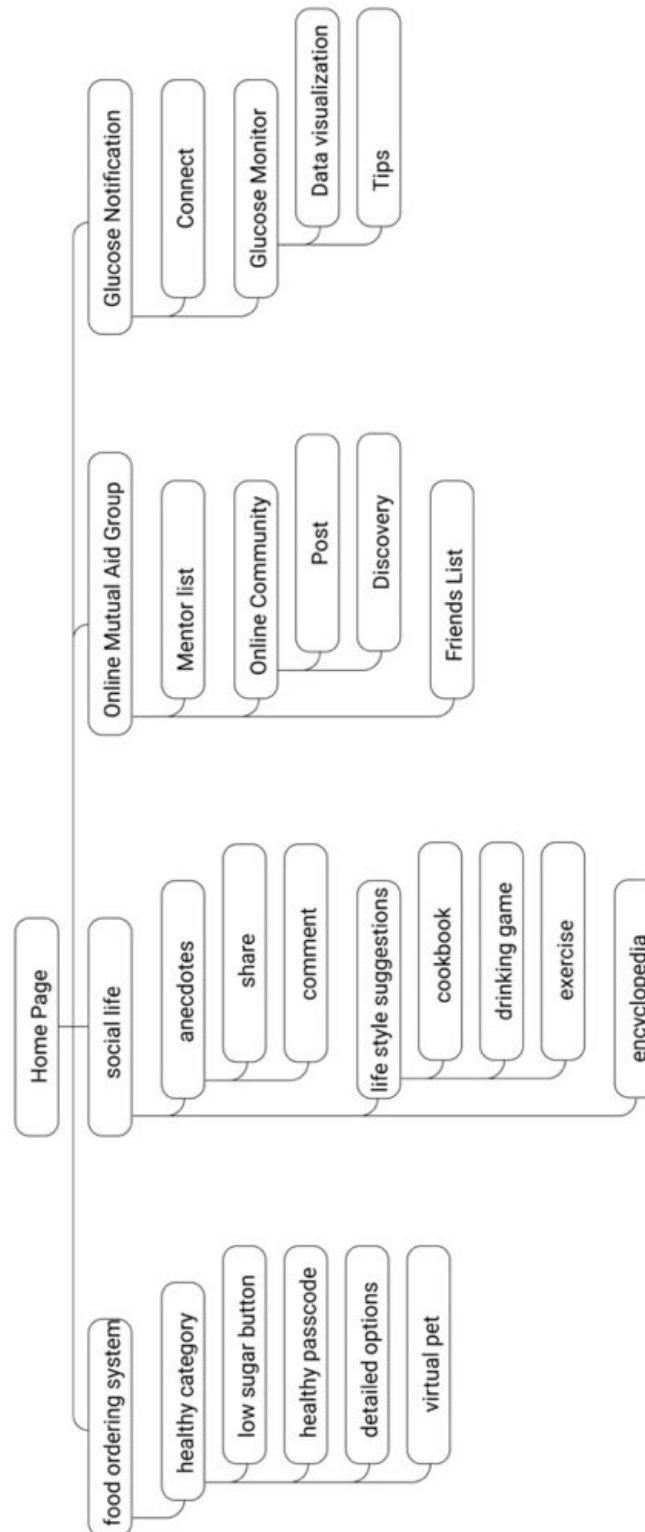 Home Page
food ordering system
healthy category
low sugar button
healthy passcode
detailed options
virtual pet
social life
anecdotes
share
comment
life style suggestions
cookbook
drinking game
exercise
encyclopedia
Online Mutual Aid Group
Mentor list
Online Community
Post
Discovery
Friends List
Glucose Notification
Connect
Glucose Monitor
Data visualization
Tips